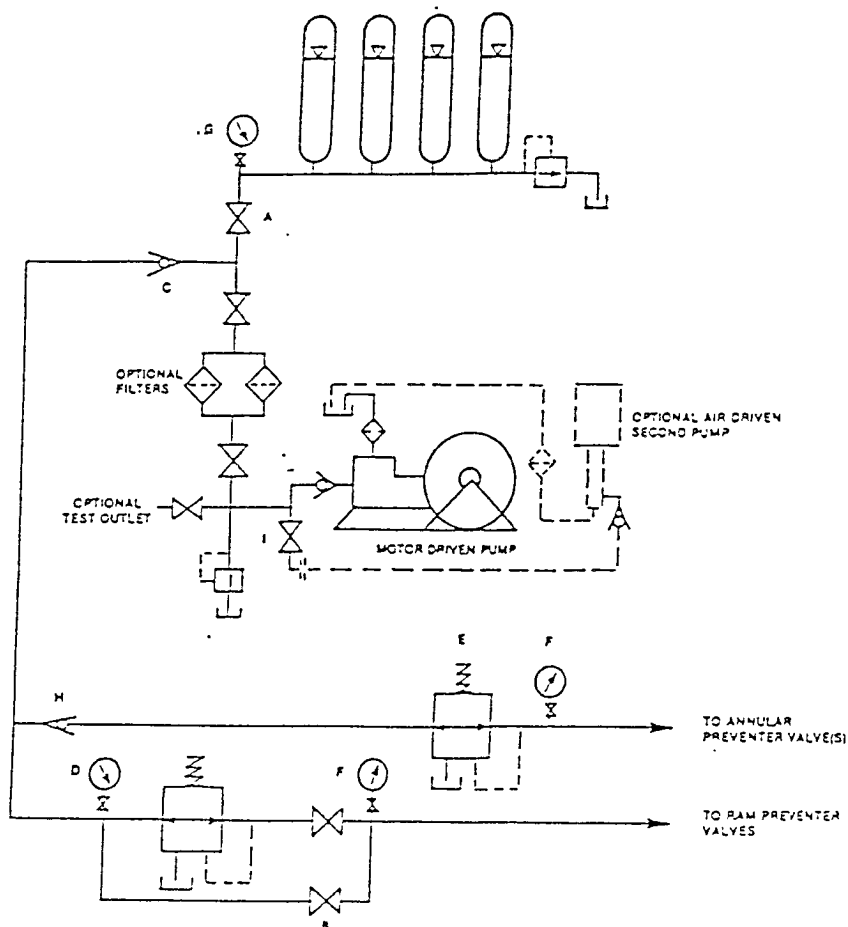 G
A
C
OPTIONAL
FILTERS
OPTIONAL AIR DRIVEN
SECOND PUMP
OPTIONAL
TEST OUTLET
I
MOTOR DRIVEN PUMP
E
F
H
TO ANNULAR
PREVENTER VALVE(S)
D
F
TO RAM PREVENTER
VALVES